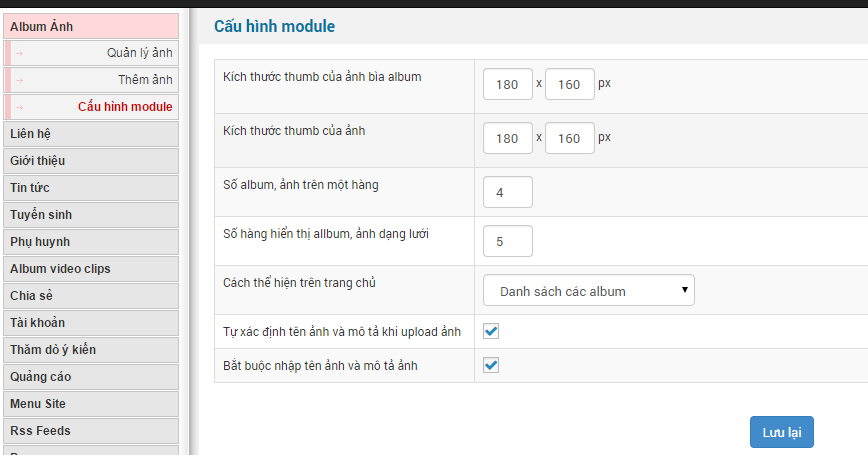 Album Ảnh
Quản lý ảnh
Thêm ảnh
Cấu hình module
Liên hệ
Giới thiệu
Tin tức
Tuyển sinh
Phụ huynh
Album video clips
Chia sẻ
Tài khoản
Thăm dò ý kiến
Quảng cáo
Menu Site
Rss Feeds
Cấu hình module
Kích thước thumb của ảnh bìa album 180 x 160 px
Kích thước thumb của ảnh 180 x 160 px
Số album, ảnh trên một hàng 4
Số hàng hiển thị allbum, ảnh dạng lưới 5
Cách thể hiện trên trang chủ Danh sách các album
Tự xác định tên ảnh và mô tả khi upload ảnh
Bắt buộc nhập tên ảnh và mô tả ảnh
Lưu lại